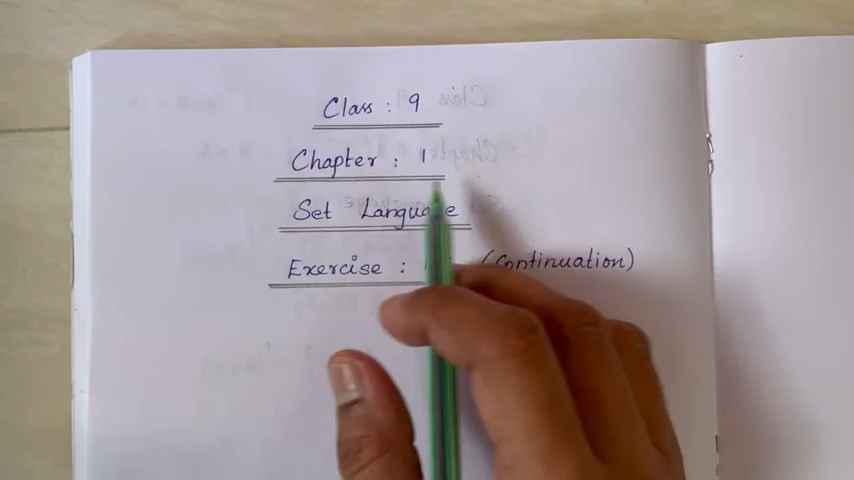 Class : 9
Chapter : 1
Set Language
Exercise : (Continuation)